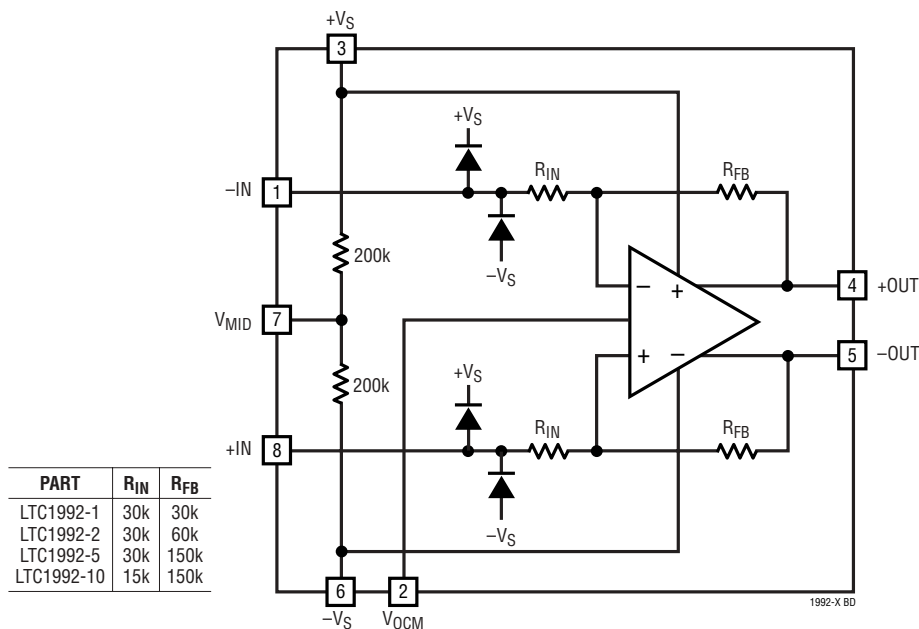 +VS
3
+VS
–IN
1
RIN
RFB
–VS
200k
–
+
4
+OUT
VMID
7
5
–OUT
+
–
200k
+VS
+IN
8
RIN
RFB
–VS
PART RIN RFB
LTC1992-1 30k 30k
LTC1992-2 30k 60k
LTC1992-5 30k 150k
LTC1992-10 15k 150k
6
2
1992-X BD
–VS
VOCM